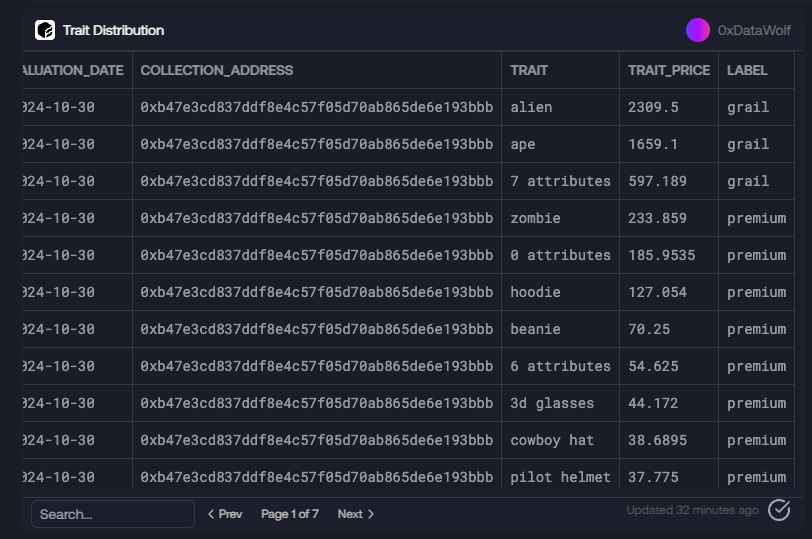 Trait Distribution 0xDataWolf
ALUATION_DATE COLLECTION_ADDRESS TRAIT TRAIT_PRICE LABEL
024-10-30 0xb47e3cd837ddf8e4c57f05d70ab865de6e193bbb alien 2309.5 grail
024-10-30 0xb47e3cd837ddf8e4c57f05d70ab865de6e193bbb ape 1659.1 grail
024-10-30 0xb47e3cd837ddf8e4c57f05d70ab865de6e193bbb 7 attributes 597.189 grail
024-10-30 0xb47e3cd837ddf8e4c57f05d70ab865de6e193bbb zombie 233.859 premium
024-10-30 0xb47e3cd837ddf8e4c57f05d70ab865de6e193bbb 0 attributes 185.9535 premium
024-10-30 0xb47e3cd837ddf8e4c57f05d70ab865de6e193bbb hoodie 127.054 premium
024-10-30 0xb47e3cd837ddf8e4c57f05d70ab865de6e193bbb beanie 70.25 premium
024-10-30 0xb47e3cd837ddf8e4c57f05d70ab865de6e193bbb 6 attributes 54.625 premium
024-10-30 0xb47e3cd837ddf8e4c57f05d70ab865de6e193bbb 3d glasses 44.172 premium
024-10-30 0xb47e3cd837ddf8e4c57f05d70ab865de6e193bbb cowboy hat 38.6895 premium
024-10-30 0xb47e3cd837ddf8e4c57f05d70ab865de6e193bbb pilot helmet 37.775 premium
Search... Prev Page 1 of 7 Next Updated 32 minutes ago